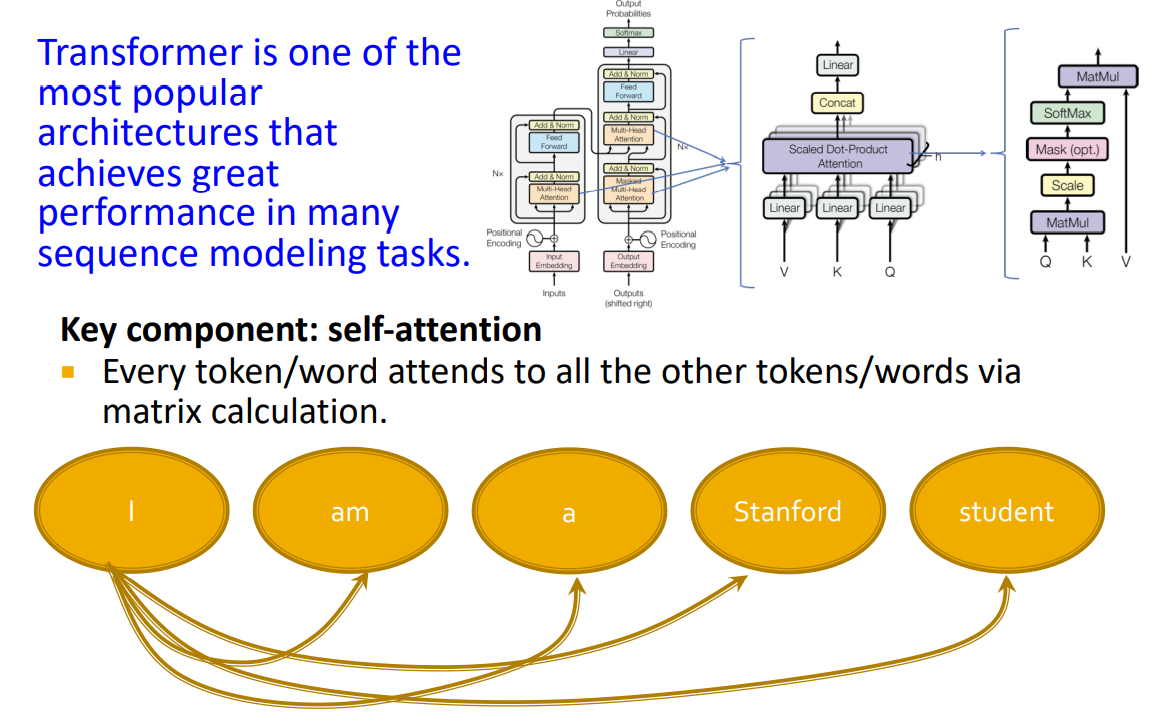 Transformer is one of the
most popular
architectures that
achieves great
performance in many
sequence modeling tasks.
Output
Probabilities
Softmax
Linear
Add & Norm
Feed
Forward
Add & Norm
Multi-Head
Attention
Nx
Add & Norm
Masked
Multi-Head
Attention
Add & Norm
Feed
Forward
Nx
Add & Norm
Multi-Head
Attention
Positional
Encoding
Positional
Encoding
Input
Embedding
Output
Embedding
Inputs
Outputs
(shifted right)
Linear
Concat
Scaled Dot-Product
Attention
h
Linear
Linear
Linear
V
K
Q
MatMul
SoftMax
Mask (opt.)
Scale
MatMul
Q
K
V
Key component: self-attention
Every token/word attends to all the other tokens/words via
matrix calculation.
I
am
a
Stanford
student